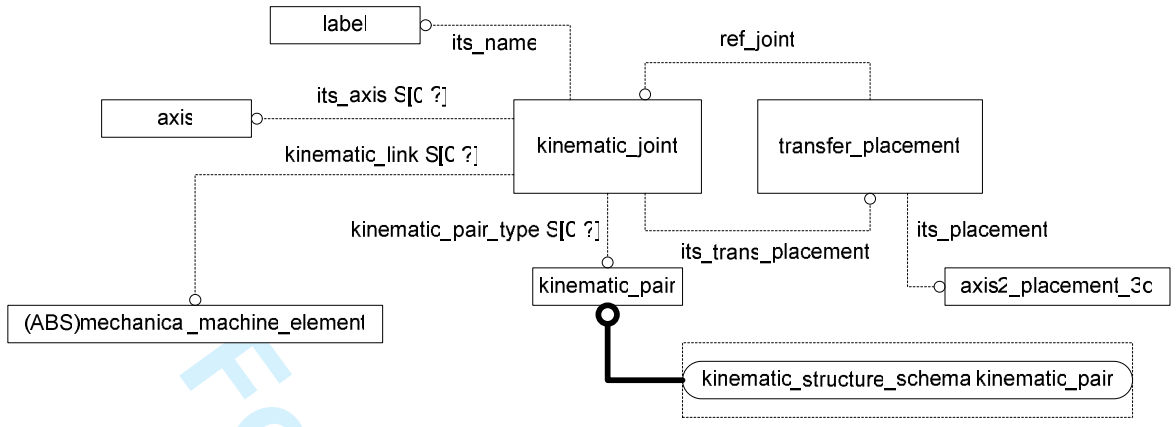 label
its_name
ref_joint
its_axis S[0 ?]
axis
kinematic_joint
transfer_placement
kinematic_link S[0 ?]
kinematic_pair_type S[0 ?]
its_trans_placement
its_placement
kinematic_pair
axis2_placement_3d
(ABS)mechanical_machine_element
kinematic_structure_schema kinematic_pair